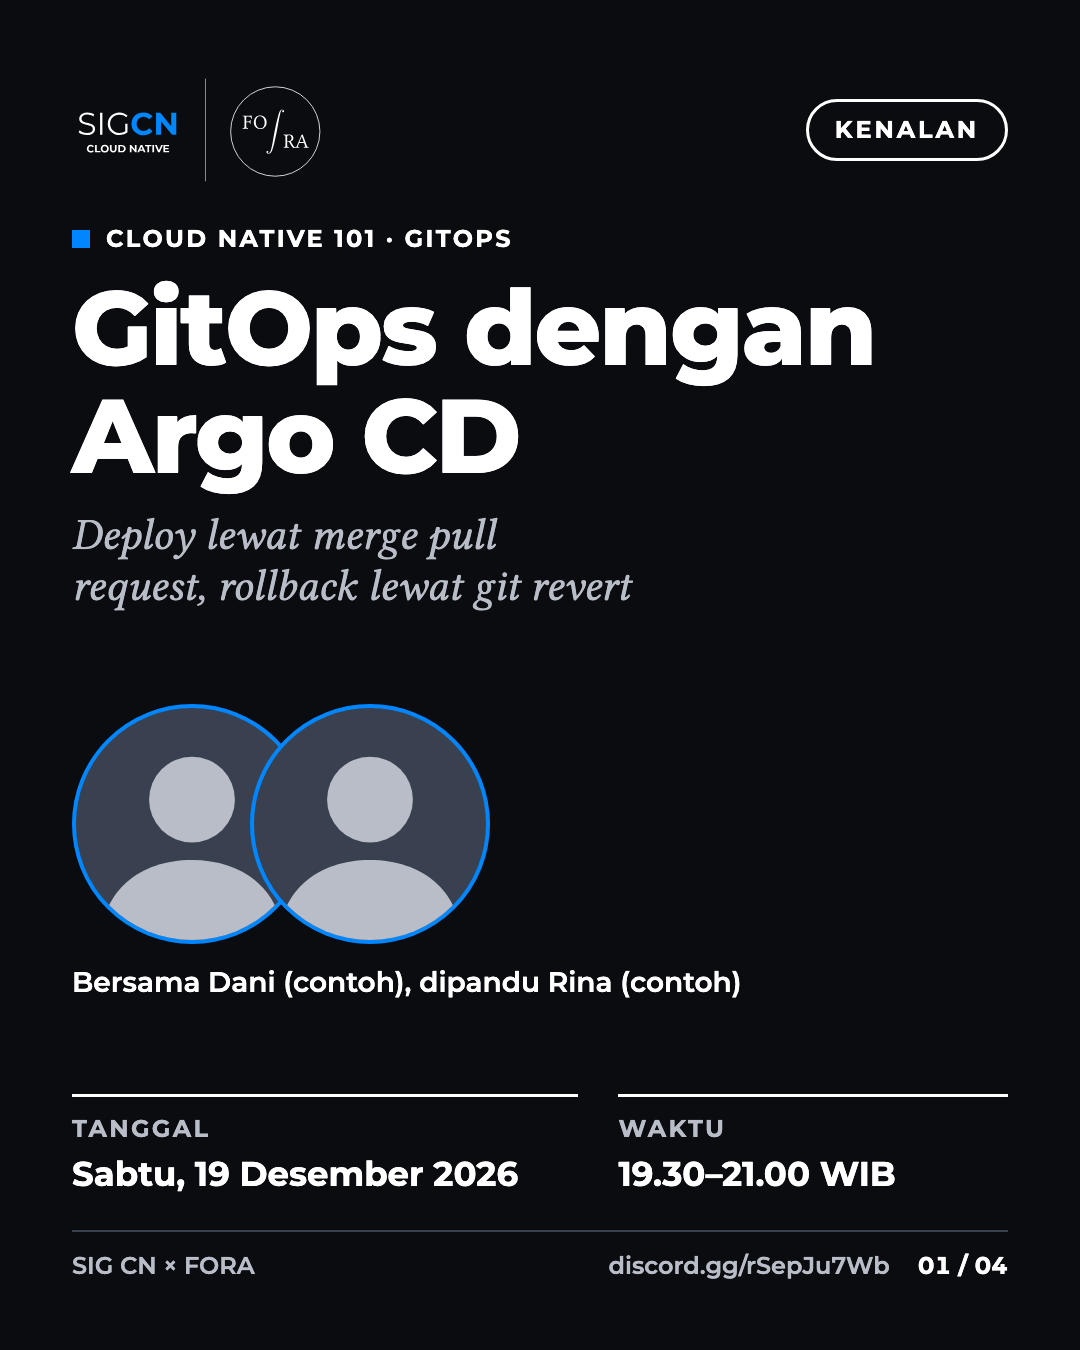 SIGCN
CLOUD NATIVE
FO
RA
KENALAN
CLOUD NATIVE 101 · GITOPS
GitOps dengan
Argo CD
Deploy lewat merge pull
request, rollback lewat git revert
Bersama Dani (contoh), dipandu Rina (contoh)
TANGGAL
Sabtu, 19 Desember 2026
WAKTU
19.30–21.00 WIB
SIG CN × FORA
discord.gg/rSepJu7Wb
01 / 04